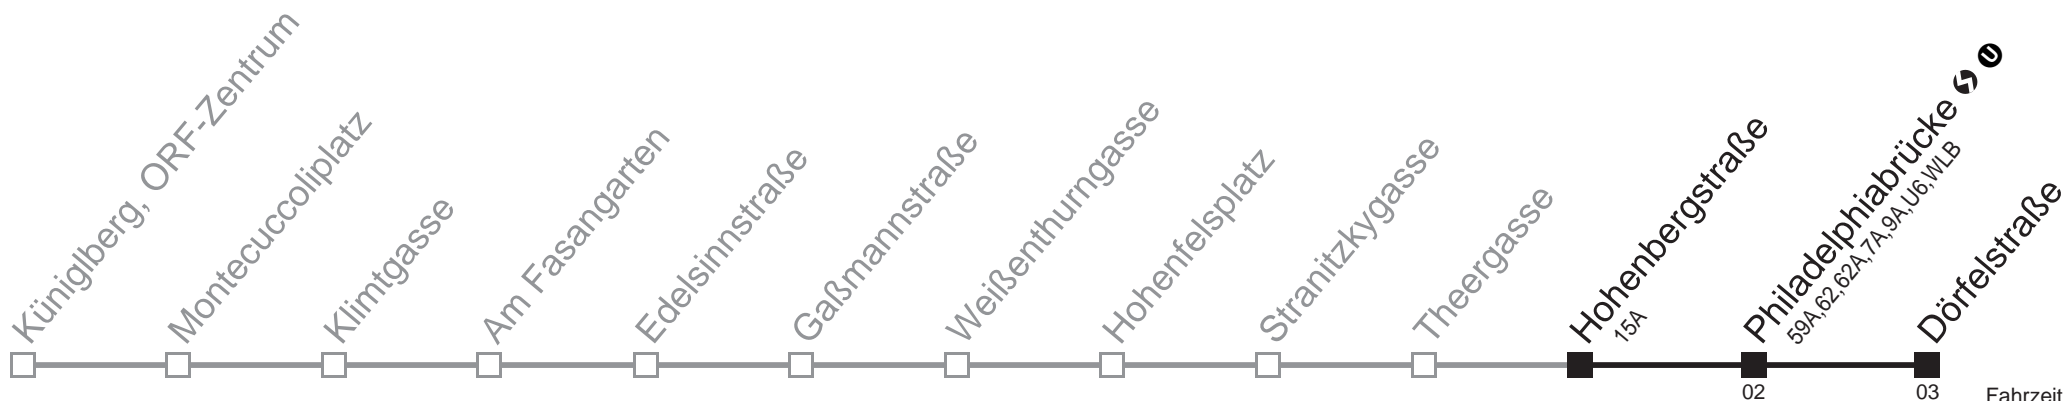 Küniglberg, ORF-Zentrum
Montecuccoliplatz
Klimtgasse
Am Fasangarten
Edelsinnstraße
Gaßmannstraße
Weißenthurngasse
Hohenfelsplatz
Stranitzkygasse
Theergasse
Hohenbergstraße
15A
Philadelphiabrücke
U
59A,62,62A,7A,9A,U6,WLB
Dörfelstraße
02
03
Fahrzeit